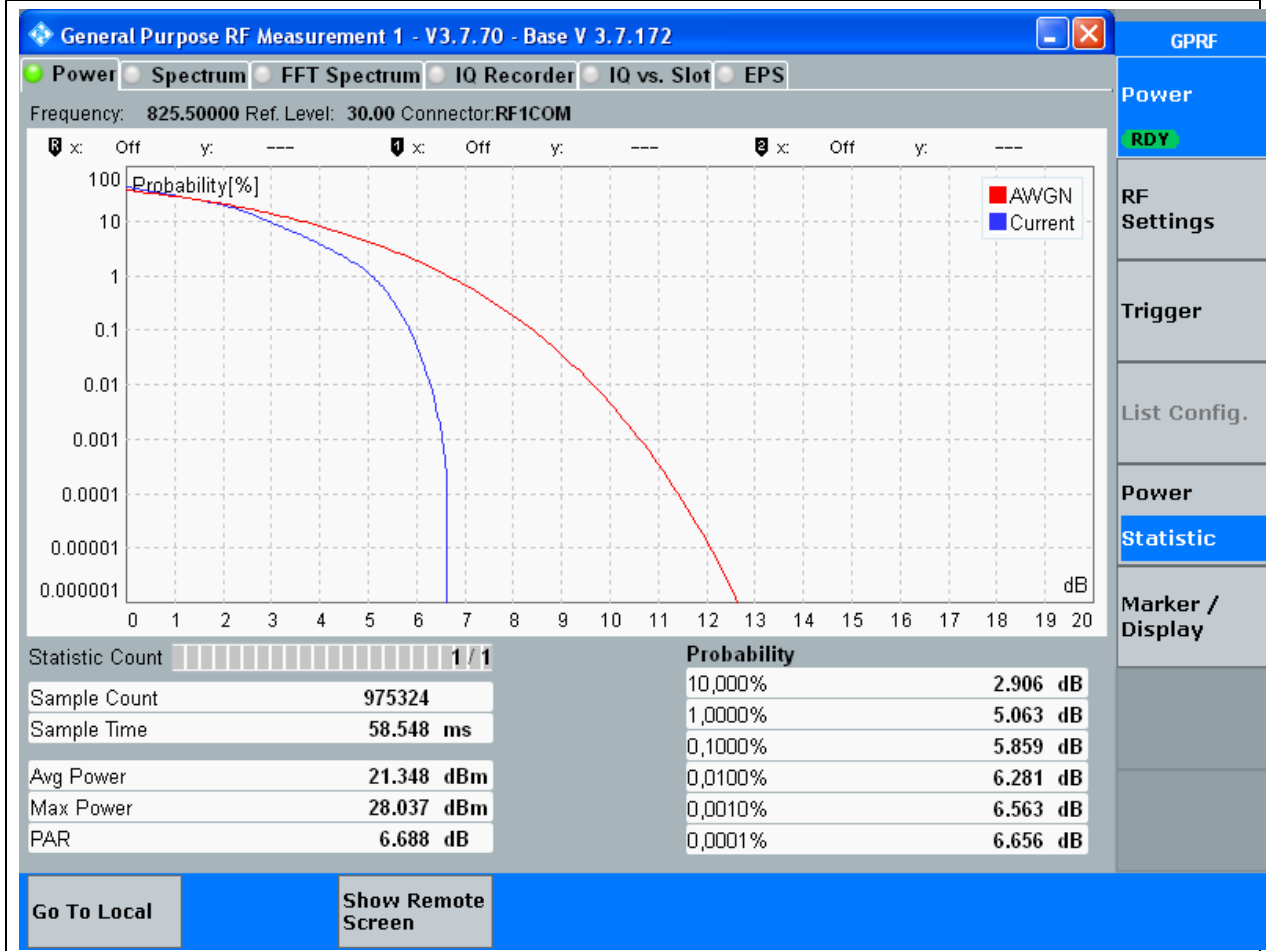 General Purpose RF Measurement 1 - V3.7.70 - Base V 3.7.172
Power Spectrum FFT Spectrum IQ Recorder IQ vs. Slot EPS
Frequency: 825.50000 Ref. Level: 30.00 Connector:RF1COM
R x: Off y: --- 1 x: Off y: --- 2 x: Off y: ---
Probability[%]
AWGN
Current
100
10
1
0.1
0.01
0.001
0.0001
0.00001
0.000001
dB
0 1 2 3 4 5 6 7 8 9 10 11 12 13 14 15 16 17 18 19 20
Statistic Count 1 / 1
Sample Count 975324
Sample Time 58.548 ms
Avg Power 21.348 dBm
Max Power 28.037 dBm
PAR 6.688 dB
Probability
10,000% 2.906 dB
1,0000% 5.063 dB
0,1000% 5.859 dB
0,0100% 6.281 dB
0,0010% 6.563 dB
0,0001% 6.656 dB
GPRF
Power
RDY
RF
Settings
Trigger
List Config.
Power
Statistic
Marker /
Display
Go To Local
Show Remote
Screen